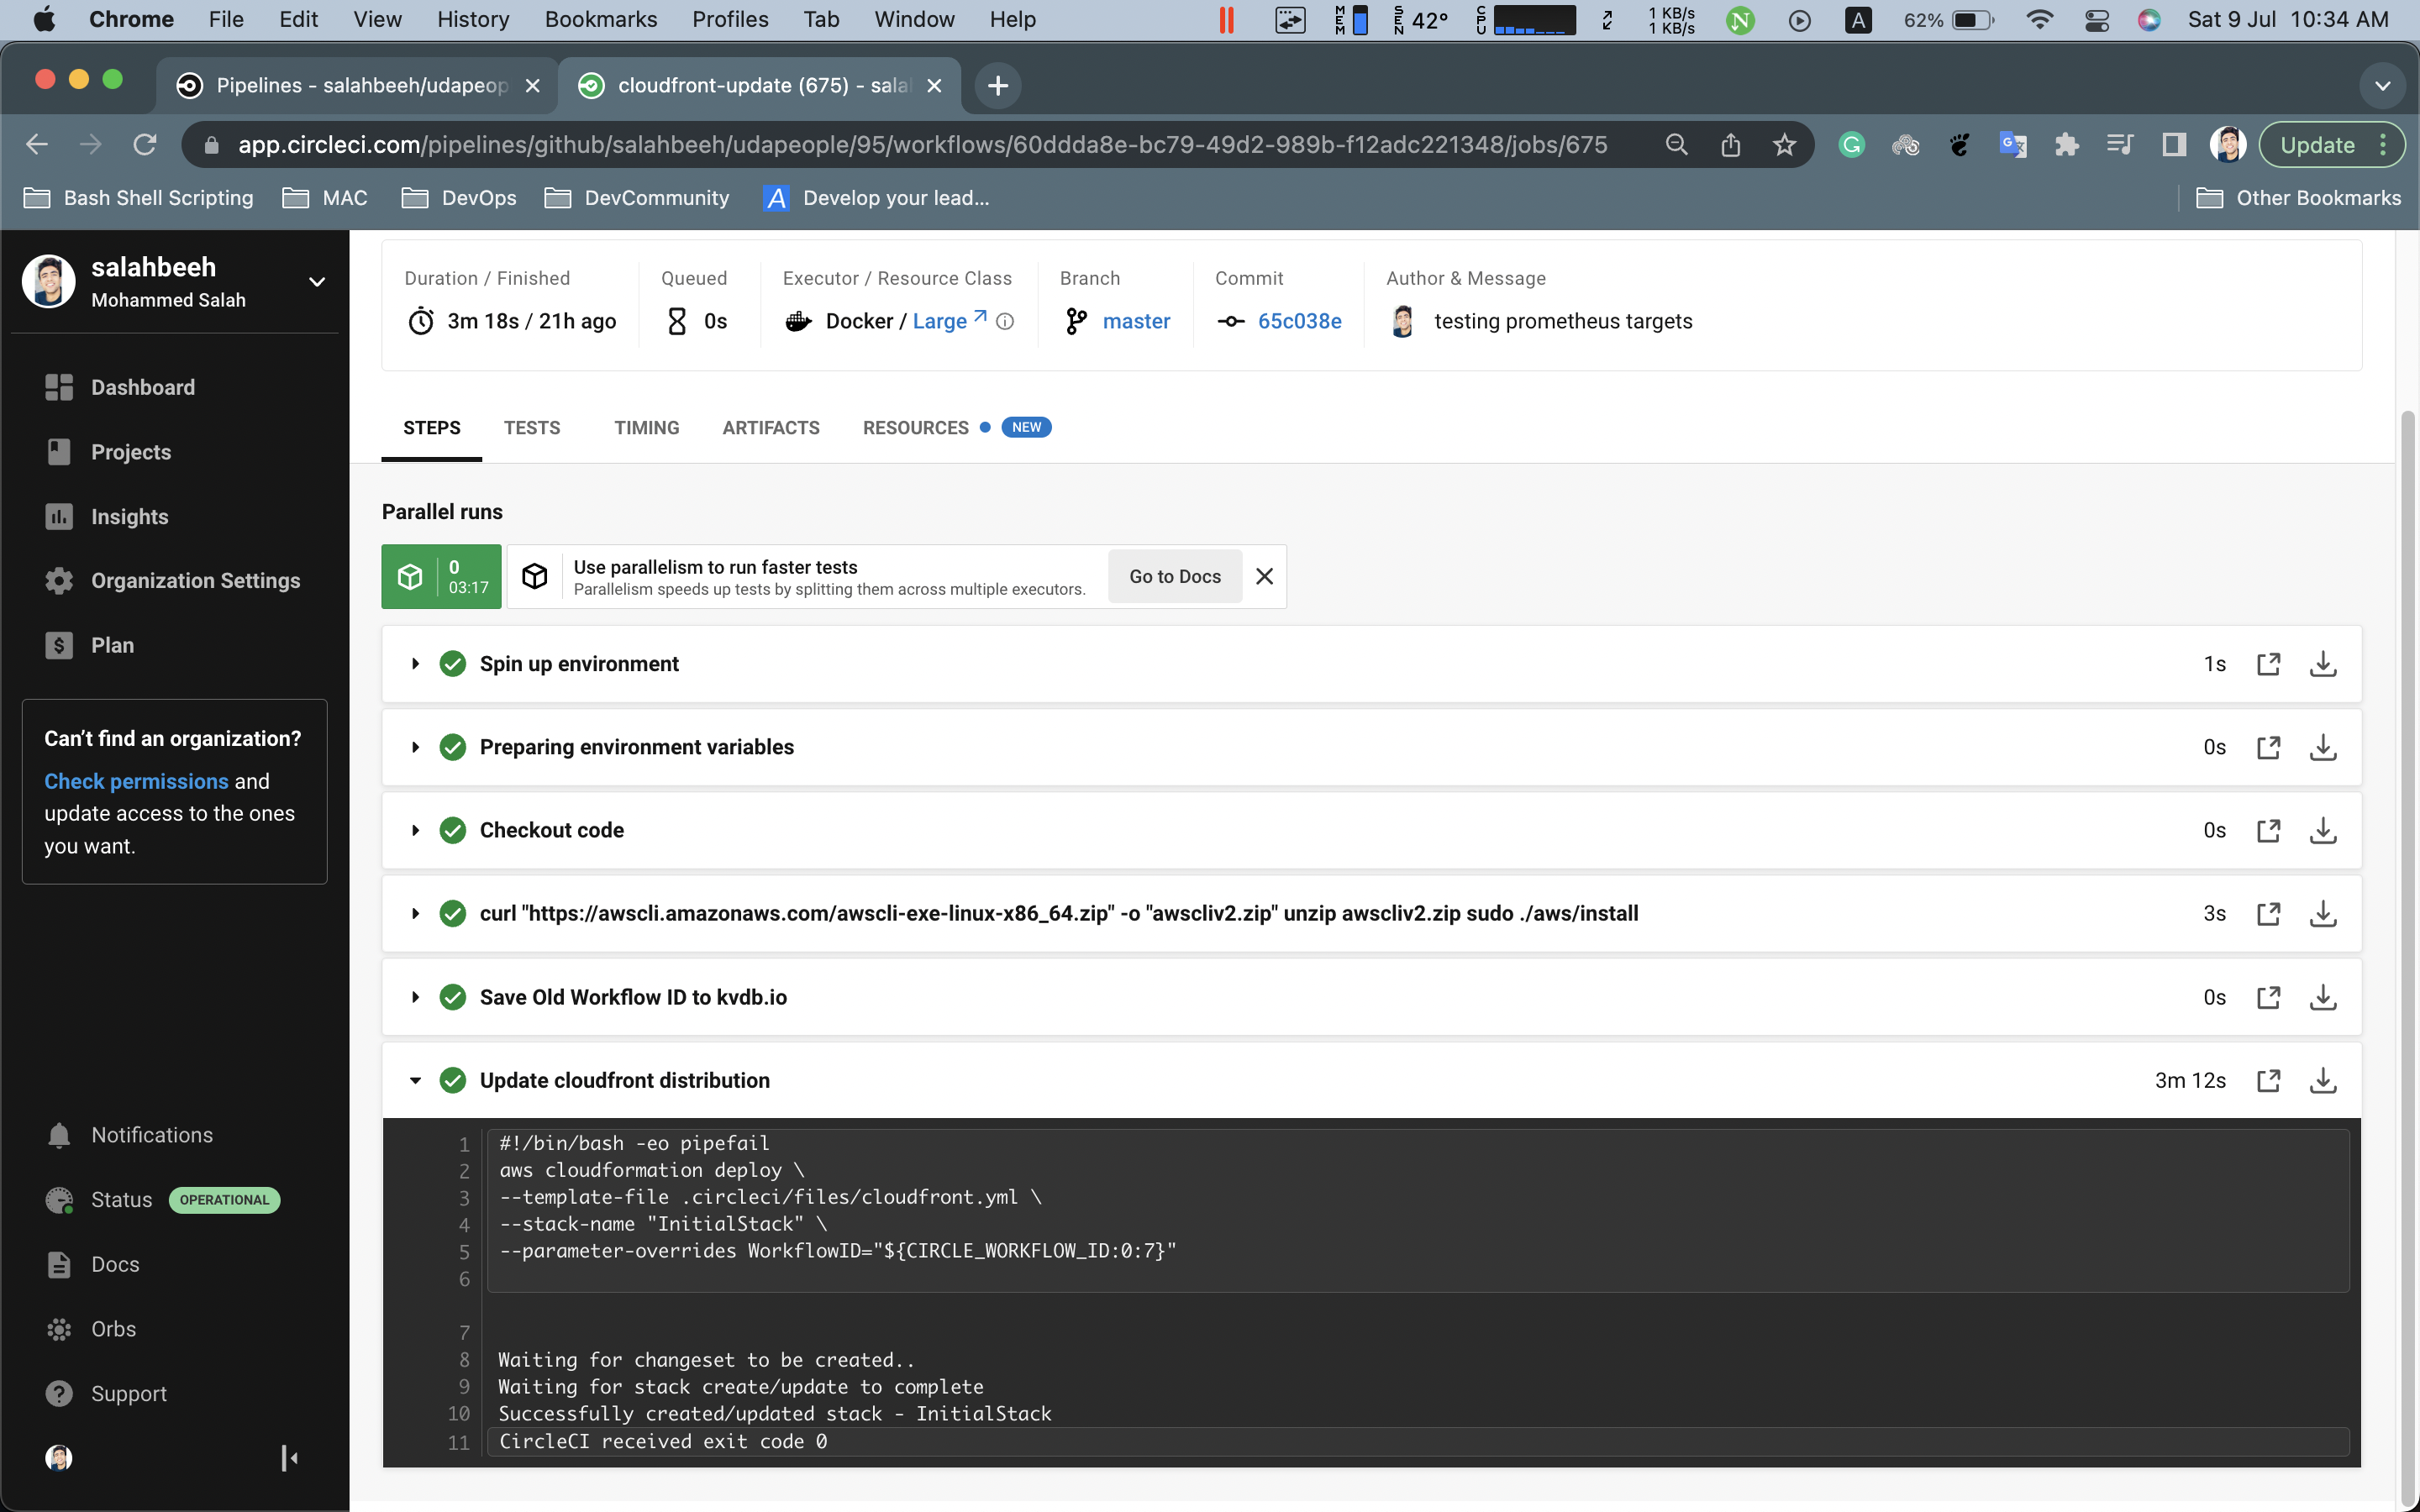 Chrome File Edit View History Bookmarks Profiles Tab Window Help MEM SEN 42° CPU 1 KB/s 1 KB/s N A 62% Sat 9 Jul 10:34 AM
Pipelines - salahbeeh/udapeop cloudfront-update (675) - sala
app.circleci.com/pipelines/github/salahbeeh/udapeople/95/workflows/60ddda8e-bc79-49d2-989b-f12adc221348/jobs/675 Update
Bash Shell Scripting MAC DevOps DevCommunity A Develop your lead... Other Bookmarks
salahbeeh
Mohammed Salah
Dashboard
Projects
Insights
Organization Settings
Plan
Can't find an organization?
Check permissions and
update access to the ones
you want.
Notifications
Status OPERATIONAL
Docs
Orbs
Support
Duration / Finished Queued Executor / Resource Class Branch Commit Author & Message
3m 18s / 21h ago 0s Docker / Large master 65c038e testing prometheus targets
STEPS TESTS TIMING ARTIFACTS RESOURCES NEW
Parallel runs
0
03:17
Use parallelism to run faster tests
Parallelism speeds up tests by splitting them across multiple executors.
Go to Docs
Spin up environment 1s
Preparing environment variables 0s
Checkout code 0s
curl "https://awscli.amazonaws.com/awscli-exe-linux-x86_64.zip" -o "awscliv2.zip" unzip awscliv2.zip sudo ./aws/install 3s
Save Old Workflow ID to kvdb.io 0s
Update cloudfront distribution 3m 12s
1 #!/bin/bash -eo pipefail
2 aws cloudformation deploy \
3 --template-file .circleci/files/cloudfront.yml \
4 --stack-name "InitialStack" \
5 --parameter-overrides WorkflowID="${CIRCLE_WORKFLOW_ID:0:7}"
6
7
8 Waiting for changeset to be created..
9 Waiting for stack create/update to complete
10 Successfully created/updated stack - InitialStack
11 CircleCI received exit code 0